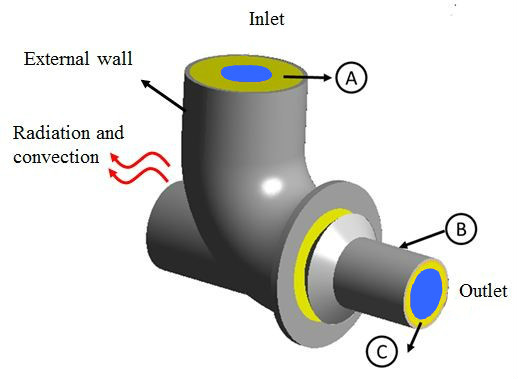 Inlet
External wall
A
Radiation and
convection
B
Outlet
C